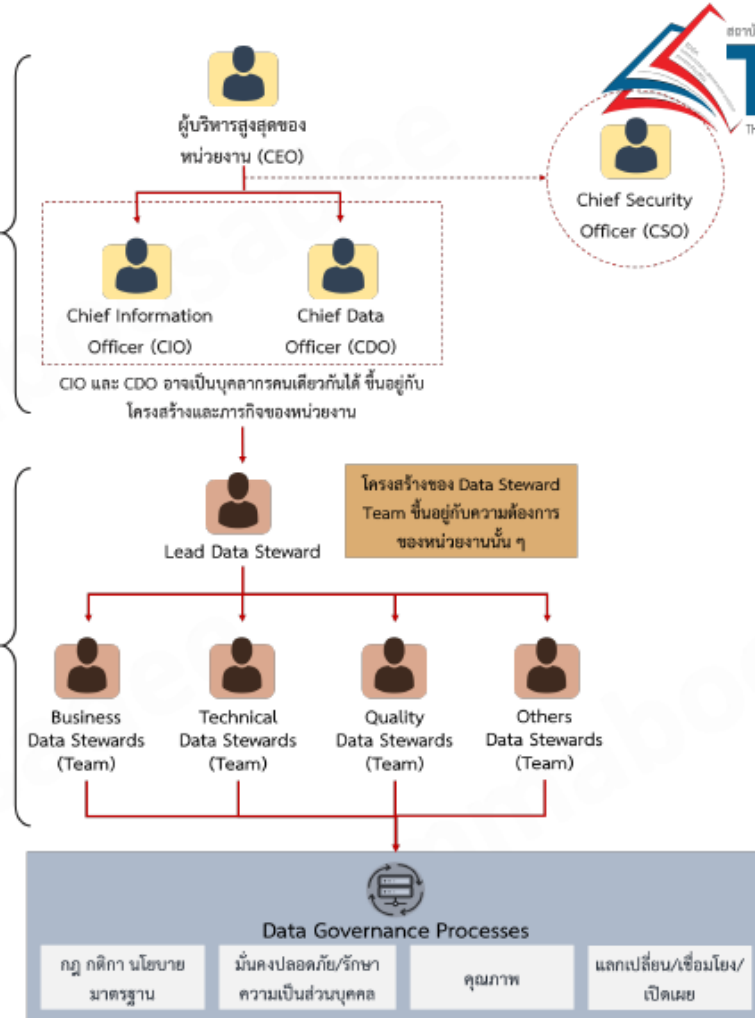 สถาบั
T
TH
ผู้บริหารสูงสุดของ
หน่วยงาน (CEO)
Chief Security
Officer (CSO)
Chief Information
Officer (CIO)
Chief Data
Officer (CDO)
CIO และ CDO อาจเป็นบุคลากรคนเดียวกันได้ ขึ้นอยู่กับ
โครงสร้างและภารกิจของหน่วยงาน
Lead Data Steward
โครงสร้างของ Data Steward
Team ขึ้นอยู่กับความต้องการ
ของหน่วยงานนั้น ๆ
Business
Data Stewards
(Team)
Technical
Data Stewards
(Team)
Quality
Data Stewards
(Team)
Others
Data Stewards
(Team)
Data Governance Processes
กฎ กติกา นโยบาย
มาตรฐาน
มั่นคงปลอดภัย/รักษา
ความเป็นส่วนบุคคล
คุณภาพ
แลกเปลี่ยน/เชื่อมโยง/
เปิดเผย